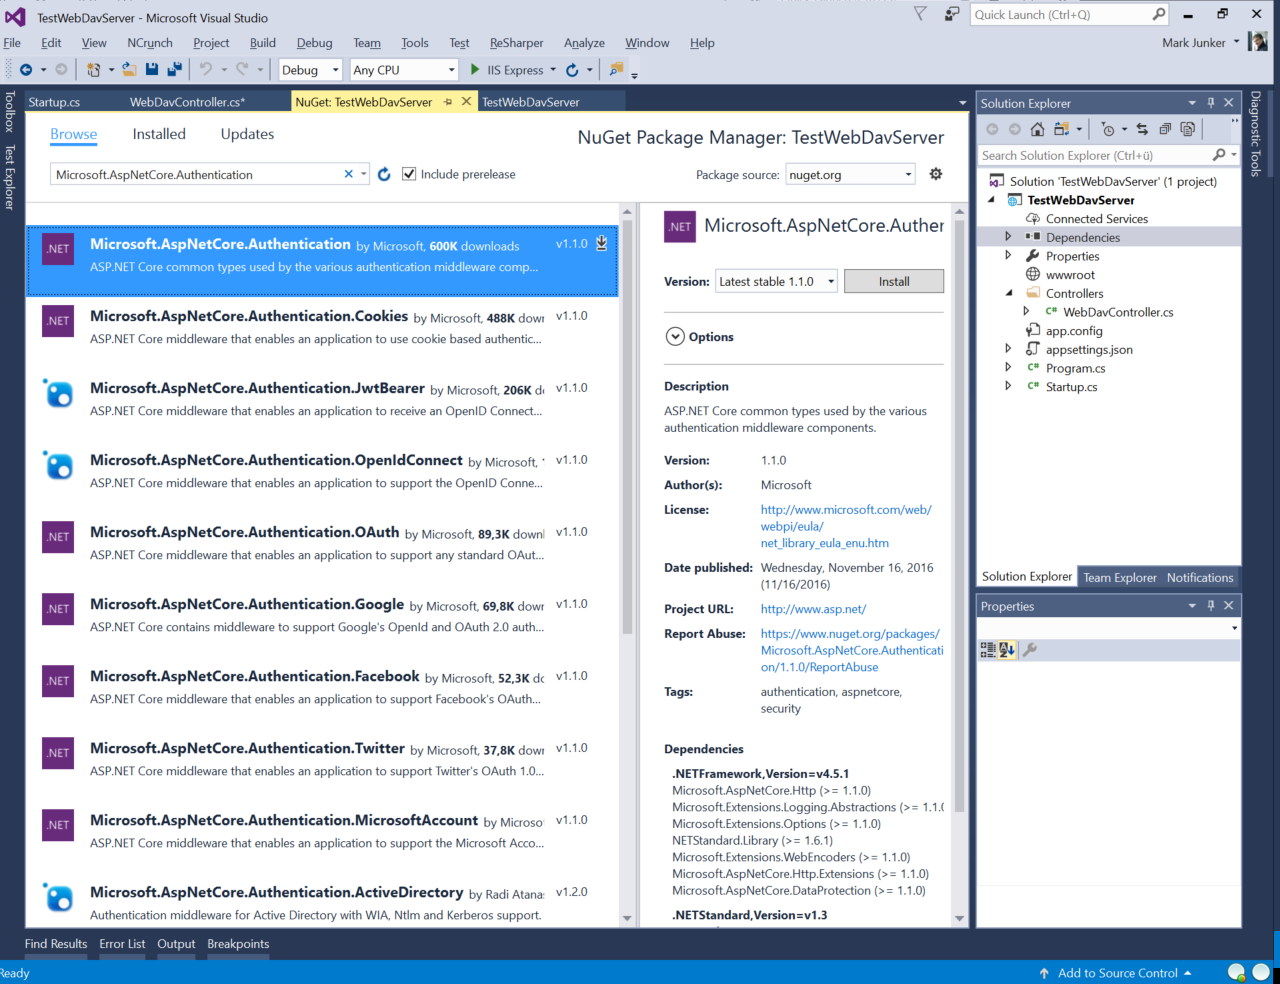 TestWebDavServer - Microsoft Visual Studio
Quick Launch (Ctrl+Q)
File Edit View NCrunch Project Build Debug Team Tools Test ReSharper Analyze Window Help
Mark Junker
Debug Any CPU IIS Express
Toolbox
Test Explorer
Startup.cs WebDavController.cs* NuGet: TestWebDavServer TestWebDavServer
Browse Installed Updates
NuGet Package Manager: TestWebDavServer
Microsoft.AspNetCore.Authentication
Include prerelease
Package source: nuget.org
.NET
Microsoft.AspNetCore.Authentication by Microsoft, 600K downloads v1.1.0
ASP.NET Core common types used by the various authentication middleware comp...
.NET
Microsoft.AspNetCore.Authentication.Cookies by Microsoft, 488K dowr v1.1.0
ASP.NET Core middleware that enables an application to use cookie based authentic...
Microsoft.AspNetCore.Authentication.JwtBearer by Microsoft, 206K d v1.1.0
ASP.NET Core middleware that enables an application to receive an OpenID Connect...
Microsoft.AspNetCore.Authentication.OpenIdConnect by Microsoft, v1.1.0
ASP.NET Core middleware that enables an application to support the OpenID Conne...
.NET
Microsoft.AspNetCore.Authentication.OAuth by Microsoft, 89,3K down v1.1.0
ASP.NET Core middleware that enables an application to support any standard OAut...
.NET
Microsoft.AspNetCore.Authentication.Google by Microsoft, 69,8K dowr v1.1.0
ASP.NET Core contains middleware to support Google's OpenId and OAuth 2.0 auth...
.NET
Microsoft.AspNetCore.Authentication.Facebook by Microsoft, 52,3K dc v1.1.0
ASP.NET Core middleware that enables an application to support Facebook's OAuth...
.NET
Microsoft.AspNetCore.Authentication.Twitter by Microsoft, 37,8K dowr v1.1.0
ASP.NET Core middleware that enables an application to support Twitter's OAuth 1.0...
.NET
Microsoft.AspNetCore.Authentication.MicrosoftAccount by Microso v1.1.0
ASP.NET Core middleware that enables an application to support the Microsoft Acco...
Microsoft.AspNetCore.Authentication.ActiveDirectory by Radi Atana v1.2.0
Authentication middleware for Active Directory with WIA, Ntlm and Kerberos support.
.NET
Microsoft.AspNetCore.Auther
Version: Latest stable 1.1.0 Install
Options
Description
ASP.NET Core common types used by the various
authentication middleware components.
Version: 1.1.0
Author(s): Microsoft
License: http://www.microsoft.com/web/
webpi/eula/
net_library_eula_enu.htm
Date published: Wednesday, November 16, 2016
(11/16/2016)
Project URL: http://www.asp.net/
Report Abuse: https://www.nuget.org/packages/
Microsoft.AspNetCore.Authenticati
on/1.1.0/ReportAbuse
Tags: authentication, aspnetcore,
security
Dependencies
.NETFramework,Version=v4.5.1
Microsoft.AspNetCore.Http (>= 1.1.0)
Microsoft.Extensions.Logging.Abstractions (>= 1.1.0
Microsoft.Extensions.Options (>= 1.1.0)
NETStandard.Library (>= 1.6.1)
Microsoft.Extensions.WebEncoders (>= 1.1.0)
Microsoft.AspNetCore.Http.Extensions (>= 1.1.0)
Microsoft.AspNetCore.DataProtection (>= 1.1.0)
.NETStandard,Version=v1.3
Solution Explorer
Search Solution Explorer (Ctrl+ü)
Solution 'TestWebDavServer' (1 project)
TestWebDavServer
Connected Services
Dependencies
Properties
wwwroot
Controllers
C# WebDavController.cs
app.config
appsettings.json
C# Program.cs
C# Startup.cs
Solution Explorer Team Explorer Notifications
Properties
Diagnostic Tools
Find Results Error List Output Breakpoints
Ready
Add to Source Control